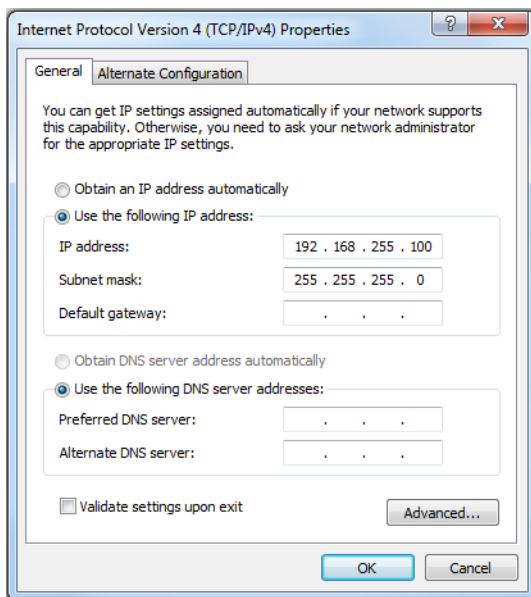 Internet Protocol Version 4 (TCP/IPv4) Properties
?
General
Alternate Configuration
You can get IP settings assigned automatically if your network supports
this capability. Otherwise, you need to ask your network administrator
for the appropriate IP settings.
Obtain an IP address automatically
Use the following IP address:
IP address: 192 . 168 . 255 . 100
Subnet mask: 255 . 255 . 255 . 0
Default gateway: . . .
Obtain DNS server address automatically
Use the following DNS server addresses:
Preferred DNS server: . . .
Alternate DNS server: . . .
Validate settings upon exit
Advanced...
OK
Cancel